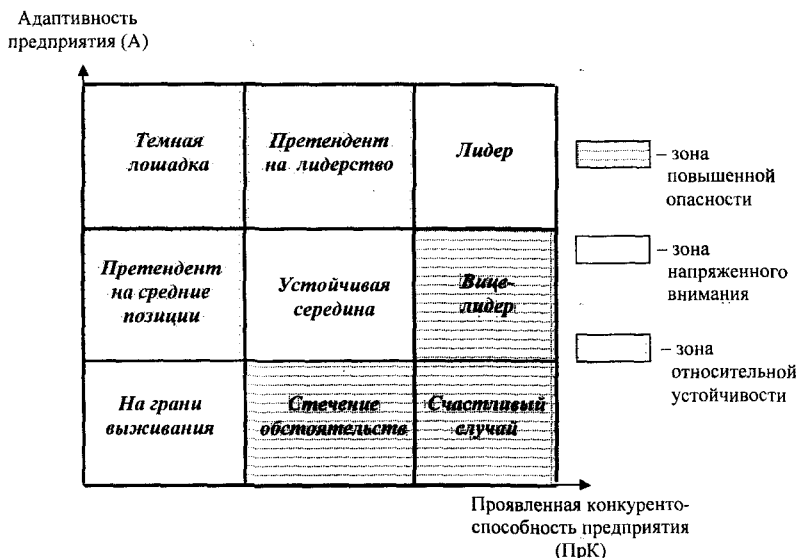 Адаптивность
предприятия (А)
Темная
лошадка
Претендент
на лидерство
Лидер
Претендент
на средние
позиции
Устойчивая
середина
Вице-
лидер
На грани
выживания
Стечение
обстоятельств
Счастливый
случай
– зона
повышенной
опасности
– зона
напряженного
внимания
– зона
относительной
устойчивости
Проявленная конкуренто-
способность предприятия
(ПрК)